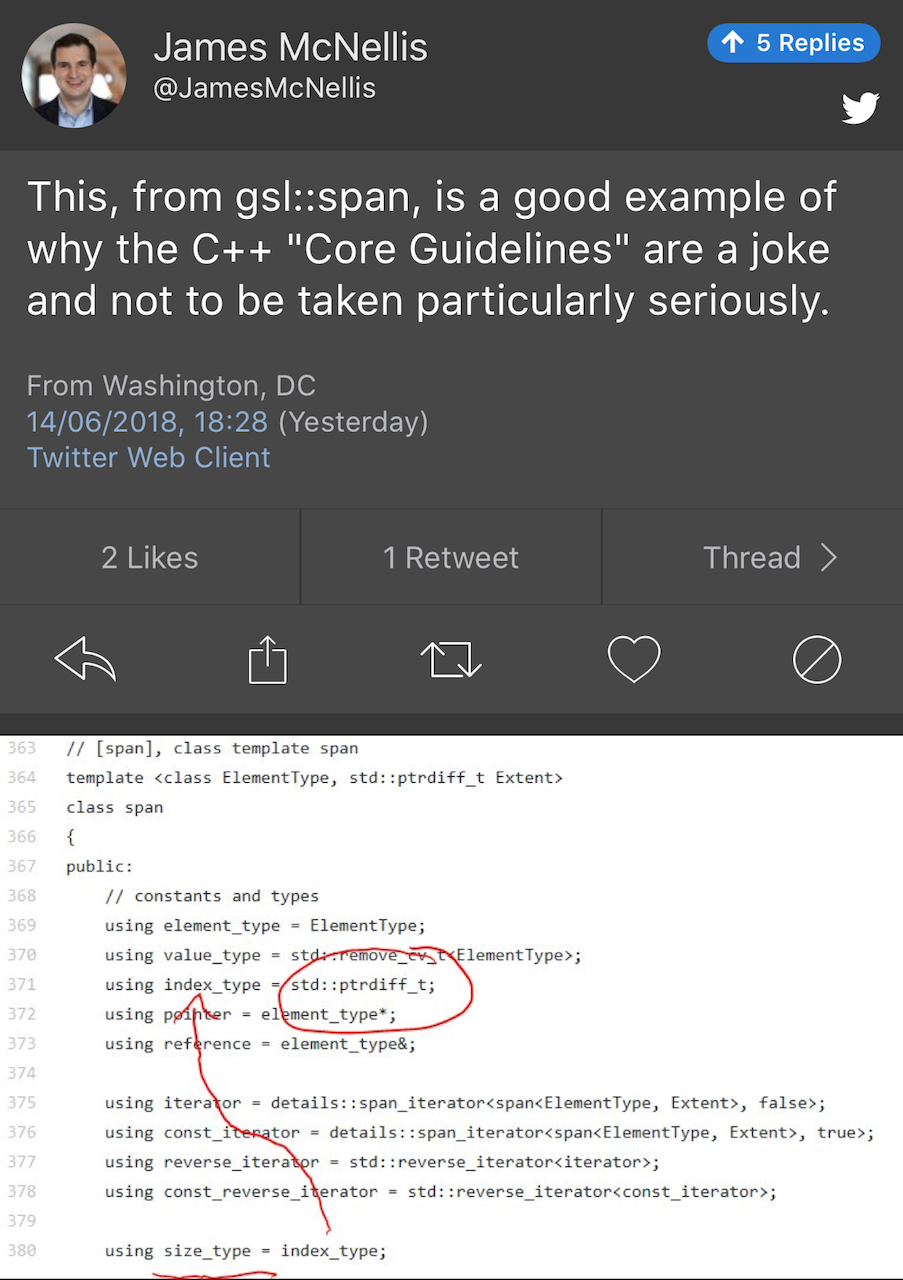 James McNellis
5 Replies
@JamesMcNellis
This, from gsl::span, is a good example of
why the C++ "Core Guidelines" are a joke
and not to be taken particularly seriously.
From Washington, DC
14/06/2018, 18:28 (Yesterday)
Twitter Web Client
2 Likes
1 Retweet
Thread
363 // [span], class template span
364 template <class ElementType, std::ptrdiff_t Extent>
365 class span
366 {
367 public:
368 // constants and types
369 using element_type = ElementType;
370 using value_type = std::remove_cv_t<ElementType>;
371 using index_type = std::ptrdiff_t;
372 using pointer = element_type*;
373 using reference = element_type&;
374
375 using iterator = details::span_iterator<span<ElementType, Extent>, false>;
376 using const_iterator = details::span_iterator<span<ElementType, Extent>, true>;
377 using reverse_iterator = std::reverse_iterator<iterator>;
378 using const_reverse_iterator = std::reverse_iterator<const_iterator>;
379
380 using size_type = index_type;